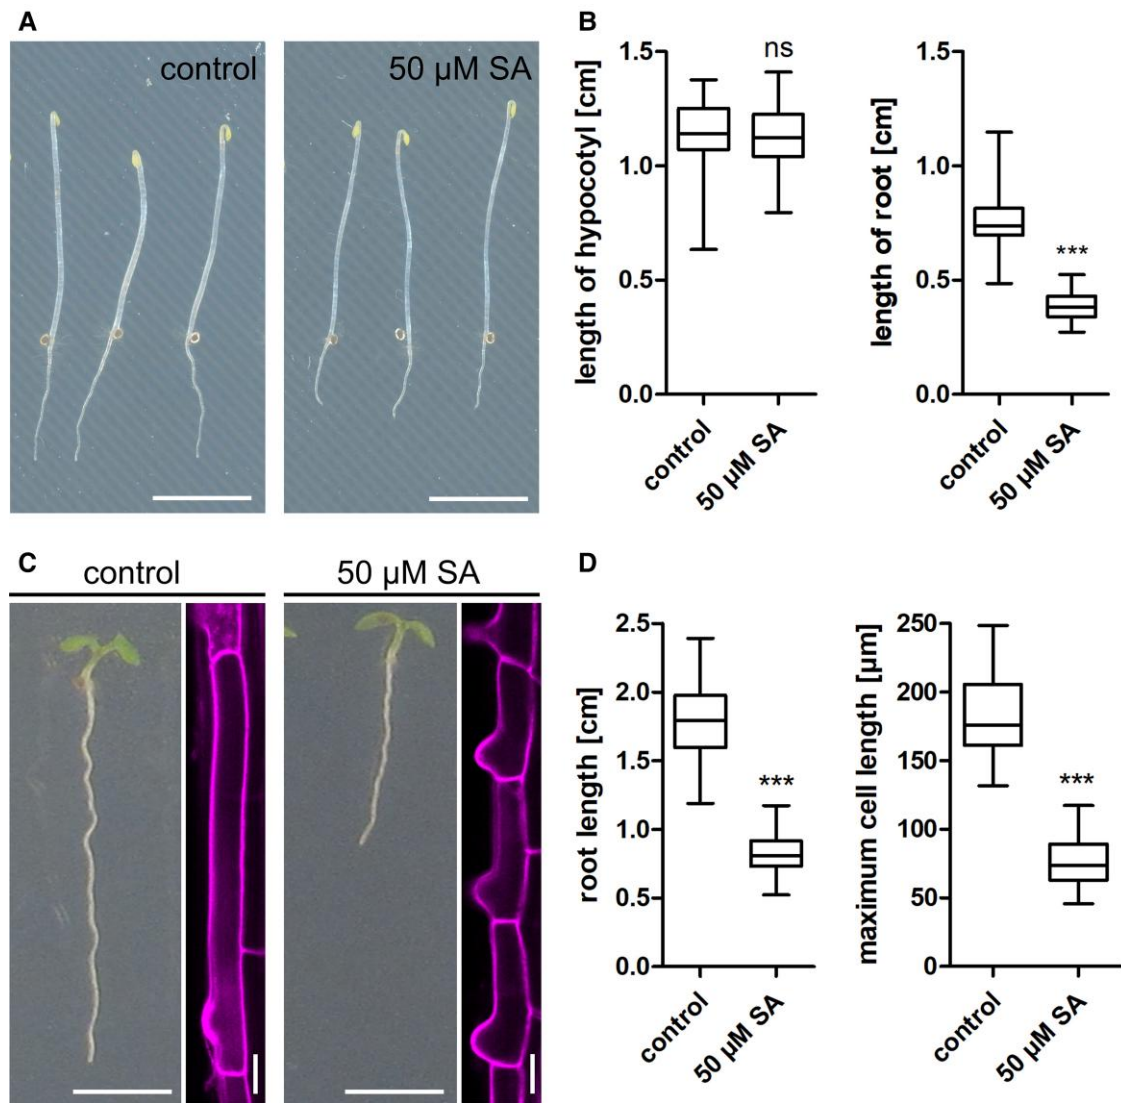 A
control
50 µM SA
B
length of hypocotyl [cm]
1.5
1.0
0.5
0.0
ns
control
50 µM SA
length of root [cm]
1.5
1.0
0.5
0.0
***
control
50 µM SA
C
control
50 µM SA
D
root length [cm]
2.5
2.0
1.5
1.0
0.5
0.0
***
control
50 µM SA
maximum cell length [µm]
250
200
150
100
50
0
***
control
50 µM SA